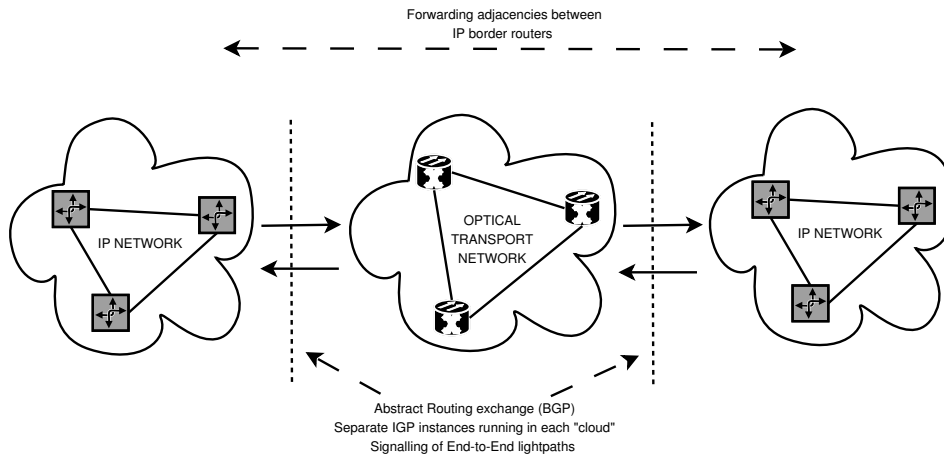 Forwarding adjacencies between
IP border routers
IP NETWORK
OPTICAL
TRANSPORT
NETWORK
IP NETWORK
Abstract Routing exchange (BGP)
Separate IGP instances running in each "cloud"
Signalling of End-to-End lightpaths